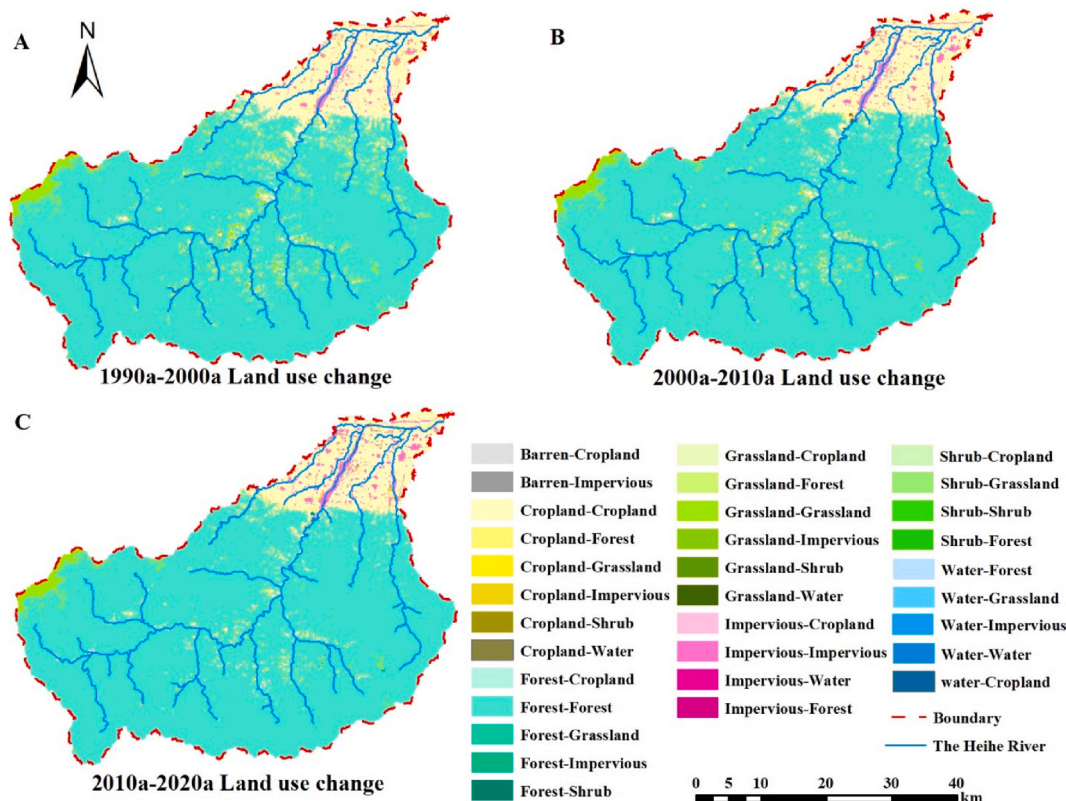 A
N
B
1990a-2000a Land use change
2000a-2010a Land use change
C
2010a-2020a Land use change
Barren-Cropland
Barren-Impervious
Cropland-Cropland
Cropland-Forest
Cropland-Grassland
Cropland-Impervious
Cropland-Shrub
Cropland-Water
Forest-Cropland
Forest-Forest
Forest-Grassland
Forest-Impervious
Forest-Shrub
Grassland-Cropland
Grassland-Forest
Grassland-Grassland
Grassland-Impervious
Grassland-Shrub
Grassland-Water
Impervious-Cropland
Impervious-Impervious
Impervious-Water
Impervious-Forest
Shrub-Cropland
Shrub-Grassland
Shrub-Shrub
Shrub-Forest
Water-Forest
Water-Grassland
Water-Impervious
Water-Water
water-Cropland
Boundary
The Heihe River
0 5 10 20 30 40
km